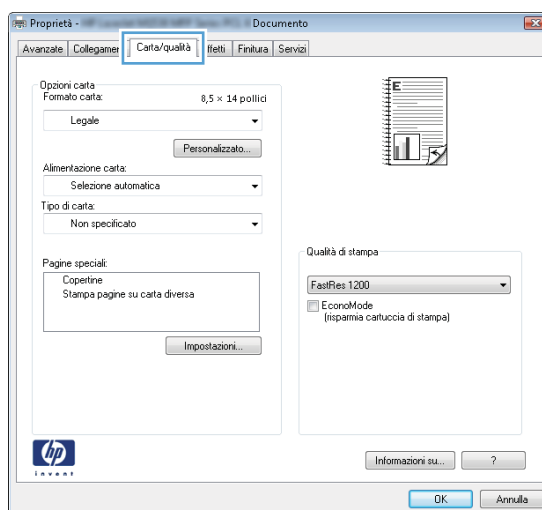 Proprietà - Documento
Avanzate Collegamen Carta/qualità ffetti Finitura Servizi
Opzioni carta
Formato carta: 8,5 × 14 pollici
Legale
Personalizzato...
Alimentazione carta:
Selezione automatica
Tipo di carta:
Non specificato
Pagine speciali:
Copertine
Stampa pagine su carta diversa
Impostazioni...
E
Qualità di stampa
FastRes 1200
EconoMode
(risparmia cartuccia di stampa)
hp
invent
Informazioni su... ?
OK Annulla